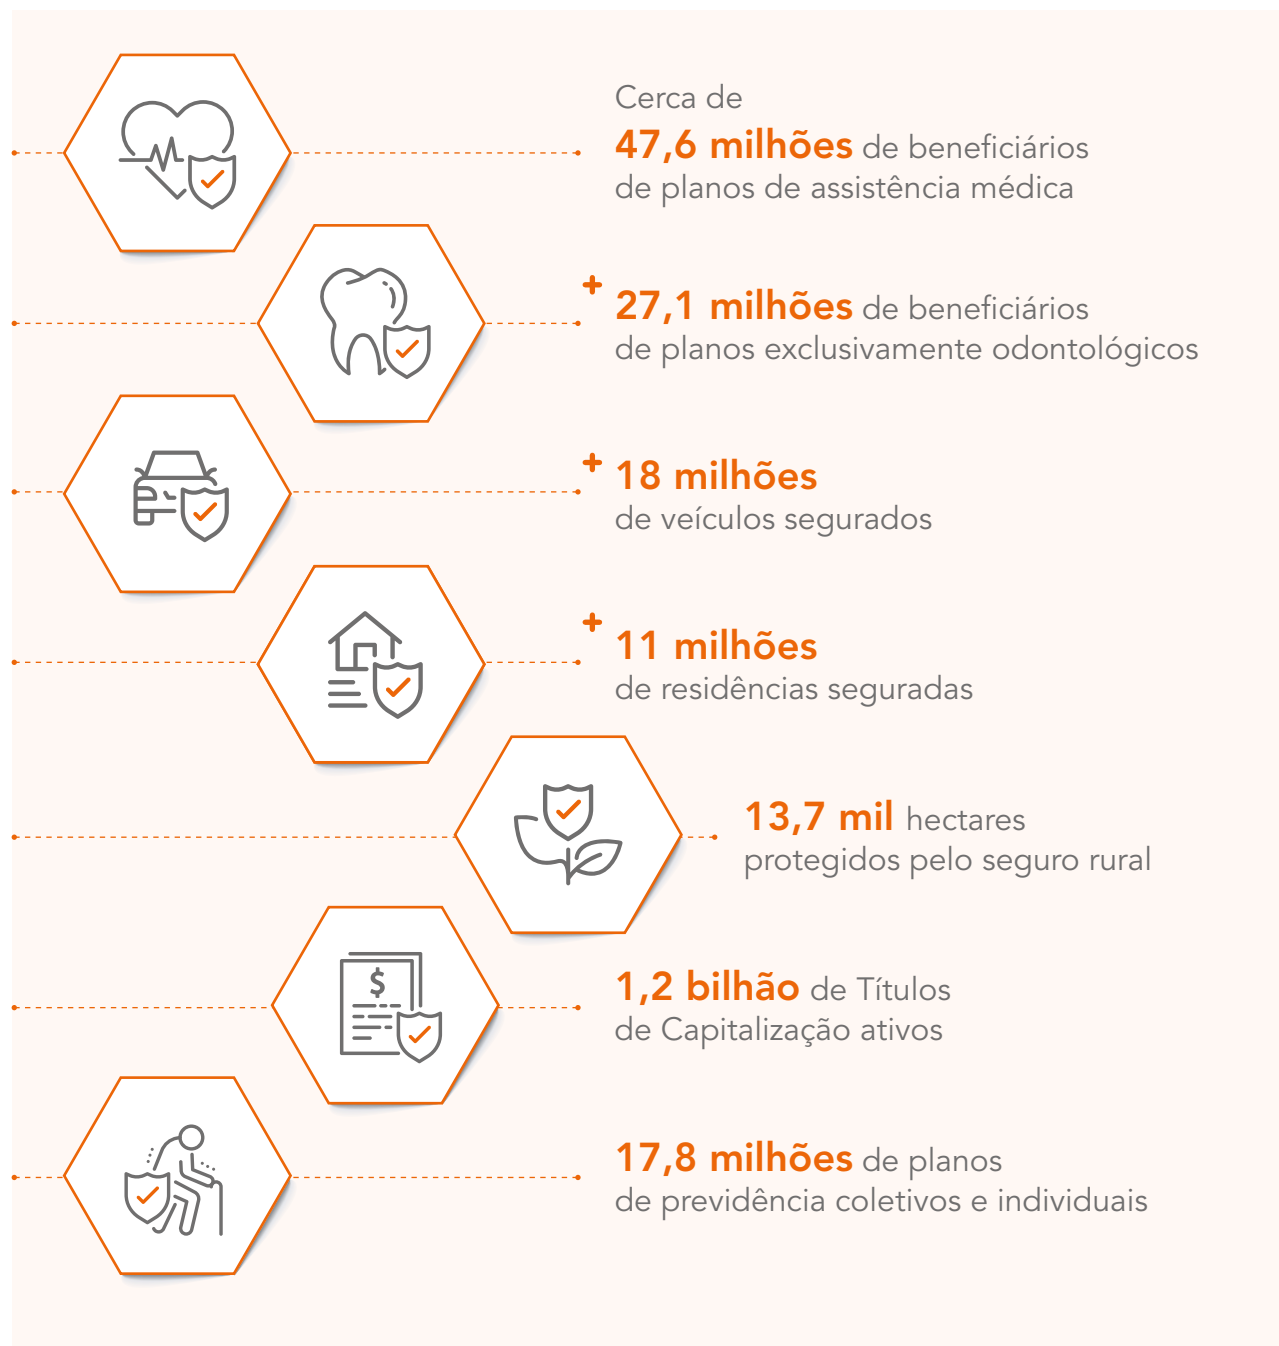 Cerca de
47,6 milhões de beneficiários
de planos de assistência médica
+ 27,1 milhões de beneficiários
de planos exclusivamente odontológicos
+ 18 milhões
de veículos segurados
+ 11 milhões
de residências seguradas
13,7 mil hectares
protegidos pelo seguro rural
$
1,2 bilhão de Títulos
de Capitalização ativos
17,8 milhões de planos
de previdência coletivos e individuais